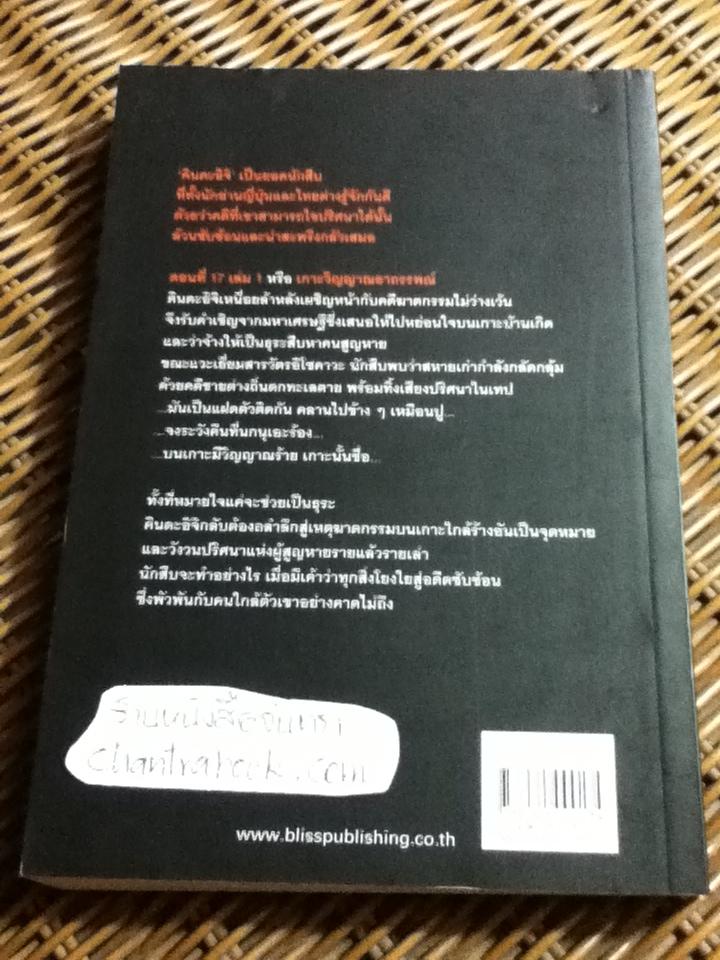 'คินดะอิจิ' เป็นยอดนักสืบ
ที่ทั้งนักอ่านญี่ปุ่นและไทยต่างรู้จักกันดี
ด้วยว่าคดีที่เขาสามารถไขปริศนาได้นั้น
ล้วนซับซ้อนและน่าสะพรึงกลัวเสมอ
ตอนที่ 17 เล่ม 1 หรือ เกาะวิญญาณอาถรรพณ์
คินดะอิจิเหนื่อยล้าหลังเผชิญหน้ากับคดีฆาตกรรมไม่ว่างเว้น
จึงรับคำเชิญจากมหาเศรษฐีซึ่งเสนอให้ไปหย่อนใจบนเกาะบ้านเกิด
และว่าจ้างให้เป็นธุระสืบหาคนสูญหาย
ขณะแวะเยี่ยมสารวัตรอิโซคาวะ นักสืบพบว่าสหายเก่ากำลังกลัดกลุ้ม
ด้วยคดีชายต่างถิ่นตกทะเลตาย พร้อมทิ้งเสียงปริศนาในเทป
...มันเป็นแฝดตัวติดกัน คลานไปข้าง ๆ เหมือนปู...
...จงระวังคืนที่นกนุเอะร้อง...
...บนเกาะมีวิญญาณร้าย เกาะนั้นชื่อ...
ทั้งที่หมายใจแค่จะช่วยเป็นธุระ
คินดะอิจิกลับต้องถลำลึกสู่เหตุฆาตกรรมบนเกาะใกล้ร้างอันเป็นจุดหมาย
และวังวนปริศนาแห่งผู้สูญหายรายแล้วรายเล่า
นักสืบจะทำอย่างไร เมื่อมีเค้าว่าทุกสิ่งโยงใยสู่อดีตซับซ้อน
ซึ่งพัวพันกับคนใกล้ตัวเขาอย่างคาดไม่ถึง
ร้านหนังสือจันทรา
chantrabook.com
www.blisspublishing.co.th